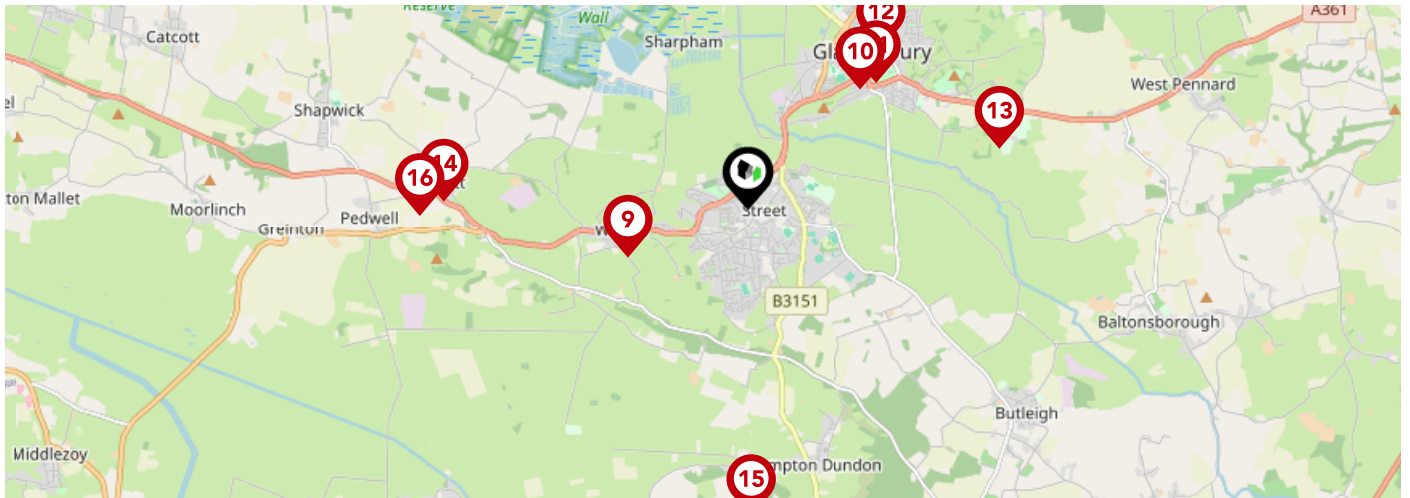 Reserve
Wall
12
A361
Catcott
Sharpham
10
West Pennard
Shapwick
13
14
16
Moorlinch
Pedwell
9
Street
Greinton
B3151
Baltonsborough
Butleigh
Middlezoy
15